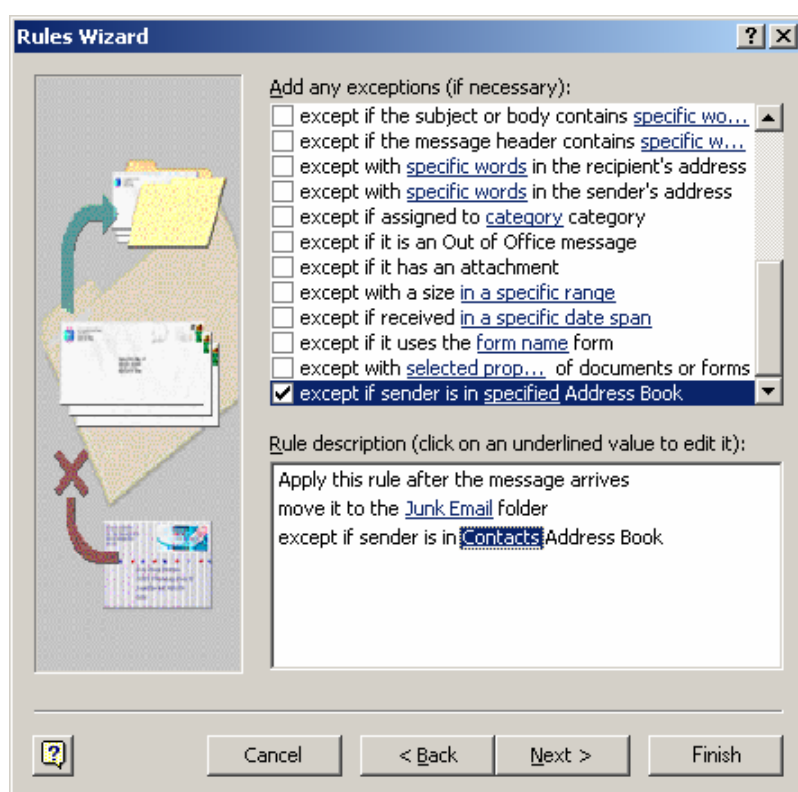 Rules Wizard
Add any exceptions (if necessary):
except if the subject or body contains specific wo...
except if the message header contains specific w...
except with specific words in the recipient's address
except with specific words in the sender's address
except if assigned to category category
except if it is an Out of Office message
except if it has an attachment
except with a size in a specific range
except if received in a specific date span
except if it uses the form name form
except with selected prop... of documents or forms
except if sender is in specified Address Book
Rule description (click on an underlined value to edit it):
Apply this rule after the message arrives
move it to the Junk Email folder
except if sender is in Contacts Address Book
Cancel < Back Next > Finish